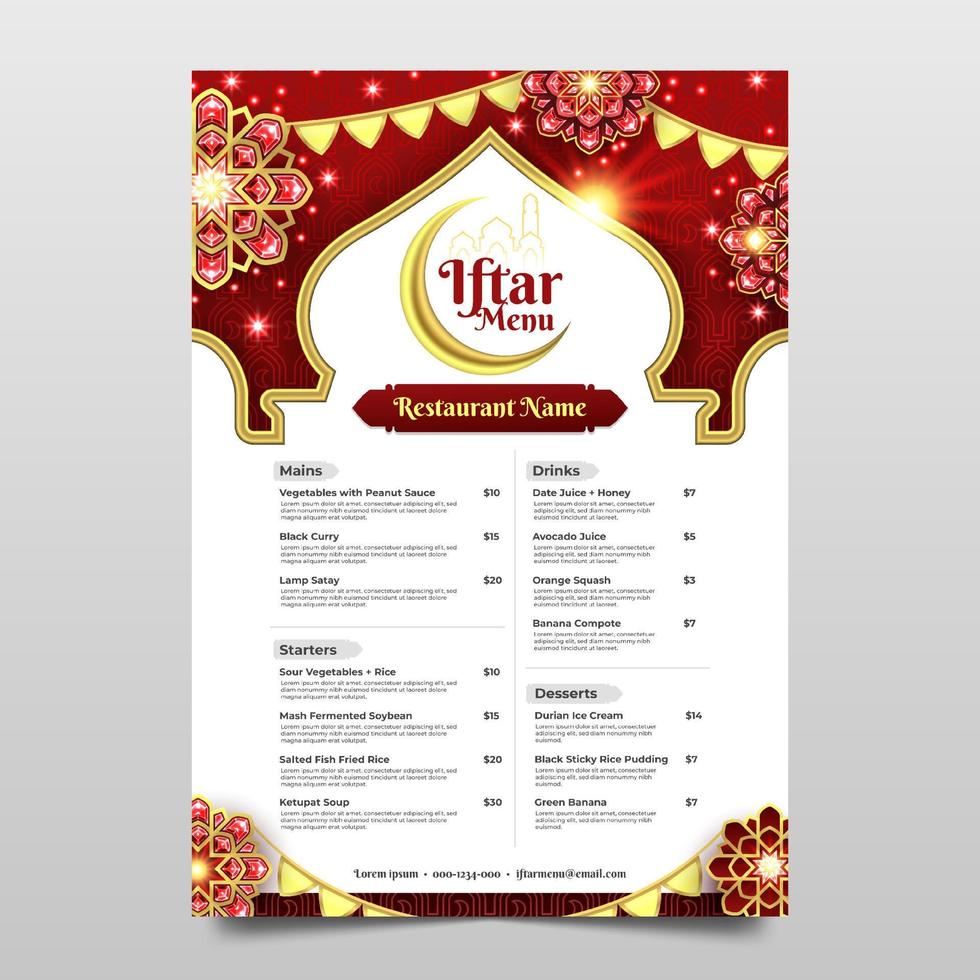 Iftar
Menu
Restaurant Name
Mains
Vegetables with Peanut Sauce $10
Lorem ipsum dolor sit amet, consectetuer
adipiscing elit, sed diam nonummy nibh
euismod tincidunt ut laoreet dolore
magna aliquam erat volutpat.
Black Curry $15
Lorem ipsum dolor sit amet, consectetuer
adipiscing elit, sed diam nonummy nibh
euismod tincidunt ut laoreet dolore
magna aliquam erat volutpat.
Lamp Satay $20
Lorem ipsum dolor sit amet, consectetuer
adipiscing elit, sed diam nonummy nibh
euismod tincidunt ut laoreet dolore
magna aliquam erat volutpat.
Starters
Sour Vegetables + Rice $10
Lorem ipsum dolor sit amet, consectetuer
adipiscing elit, sed diam nonummy nibh
euismod tincidunt ut laoreet dolore
magna aliquam erat volutpat.
Mash Fermented Soybean $15
Lorem ipsum dolor sit amet, consectetuer
adipiscing elit, sed diam nonummy nibh
euismod tincidunt ut laoreet dolore
magna aliquam erat volutpat.
Salted Fish Fried Rice $20
Lorem ipsum dolor sit amet, consectetuer
adipiscing elit, sed diam nonummy nibh
euismod tincidunt ut laoreet dolore
magna aliquam erat volutpat.
Ketupat Soup $30
Lorem ipsum dolor sit amet, consectetuer
adipiscing elit, sed diam nonummy nibh
euismod tincidunt ut laoreet dolore
magna aliquam erat volutpat.
Drinks
Date Juice + Honey $7
Lorem ipsum dolor sit amet, consectetuer
adipiscing elit, sed diam nonummy nibh
euismod tincidunt ut laoreet.
Avocado Juice $5
Lorem ipsum dolor sit amet, consectetuer
adipiscing elit, sed diam nonummy nibh
euismod tincidunt ut laoreet.
Orange Squash $3
Lorem ipsum dolor sit amet, consectetuer
adipiscing elit, sed diam nonummy nibh
euismod tincidunt ut laoreet.
Banana Compote $7
Lorem ipsum dolor sit amet, consectetuer
adipiscing elit, sed diam nonummy nibh
euismod tincidunt ut laoreet.
Desserts
Durian Ice Cream $14
Lorem ipsum dolor sit amet, consectetuer
adipiscing elit, sed diam nonummy nibh
euismod.
Black Sticky Rice Pudding $7
Lorem ipsum dolor sit amet, consectetuer
adipiscing elit, sed diam nonummy nibh
euismod.
Green Banana $7
Lorem ipsum dolor sit amet, consectetuer
adipiscing elit, sed diam nonummy nibh
euismod.
Lorem ipsum • 000-1234-000 • iftarmenu@email.com